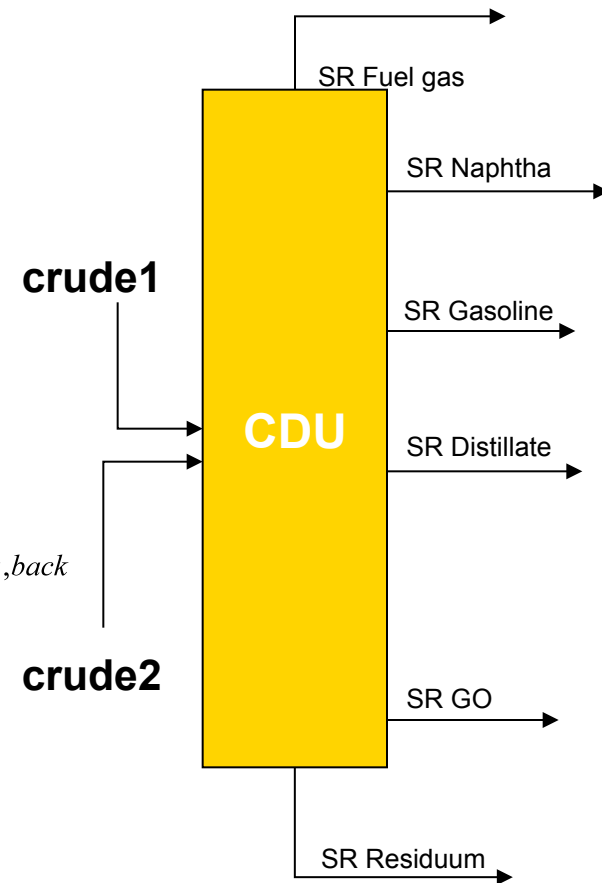 SR Fuel gas
SR Naphtha
crude1
SR Gasoline
CDU
SR Distillate
,back
crude2
SR GO
SR Residuum